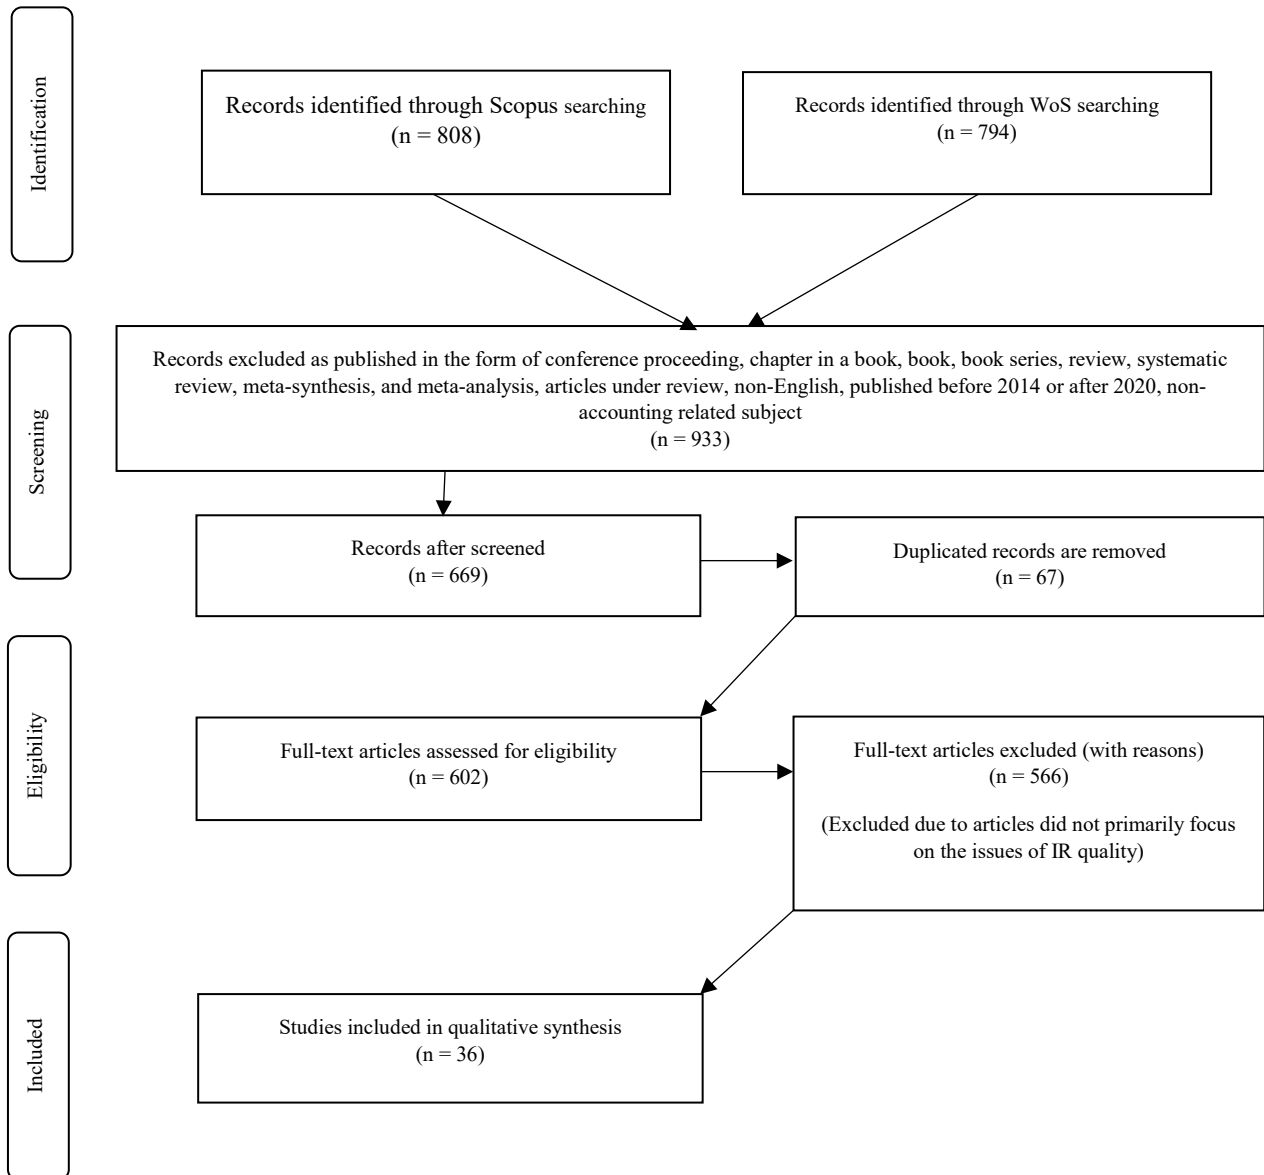 Identification
Records identified through Scopus searching
(n = 808)
Records identified through WoS searching
(n = 794)
Screening
Records excluded as published in the form of conference proceeding, chapter in a book, book, book series, review, systematic
review, meta-synthesis, and meta-analysis, articles under review, non-English, published before 2014 or after 2020, non-
accounting related subject
(n = 933)
Records after screened
(n = 669)
Duplicated records are removed
(n = 67)
Eligibility
Full-text articles assessed for eligibility
(n = 602)
Full-text articles excluded (with reasons)
(n = 566)
(Excluded due to articles did not primarily focus
on the issues of IR quality)
Included
Studies included in qualitative synthesis
(n = 36)